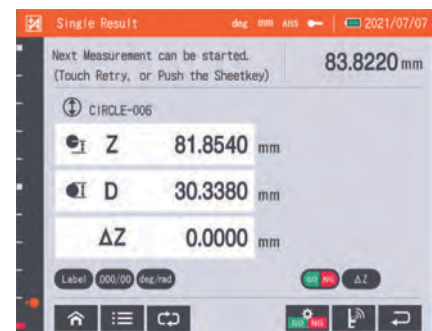 Single Result deg mm ABS 2021/07/07
Next Measurement can be started.
(Touch Retry, or Push the Sheetkey)
83.8220 mm
CIRCLE-006
Z 81.8540 mm
D 30.3380 mm
ΔZ 0.0000 mm
Label .000/00 deg/rad GO NG ΔZ
GO NG